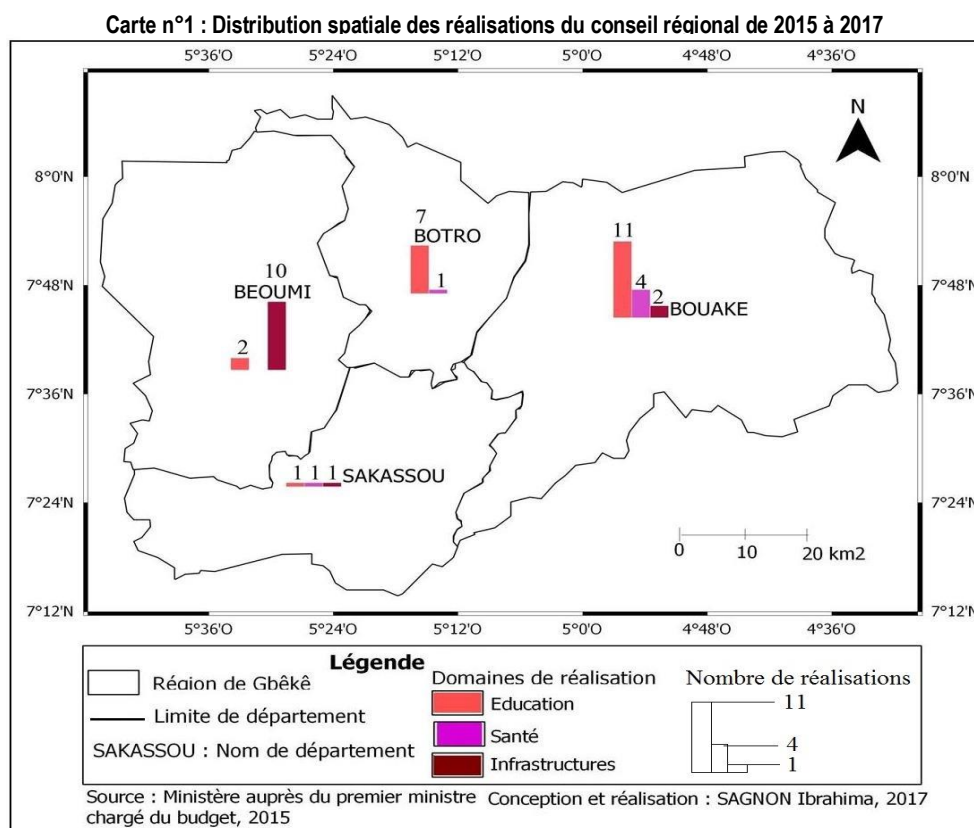 Carte n°1 : Distribution spatiale des réalisations du conseil régional de 2015 à 2017
5°36'O 5°24'O 5°12'O 5°0'O 4°48'O 4°36'O
N
8°0'N 8°0'N
7
BOTRO
1
11
4
2
BOUAKE
10
BEOUMI
2
7°48'N 7°48'N
7°36'N 7°36'N
1 1 1 SAKASSOU
7°24'N 7°24'N
0 10 20 km2
7°12'N 7°12'N
5°36'O 5°24'O 5°12'O 5°0'O 4°48'O 4°36'O
Légende
Région de Gbêkê
Limite de département
SAKASSOU : Nom de département
Domaines de réalisation
Education
Santé
Infrastructures
Nombre de réalisations
11
4
1
Source : Ministère auprès du premier ministre
chargé du budget, 2015
Conception et réalisation : SAGNON Ibrahima, 2017